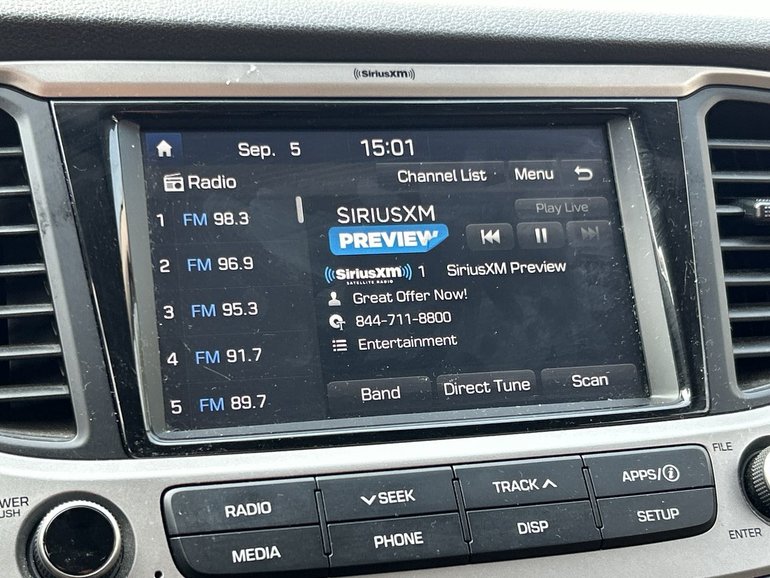 ((SiriusXM))
Sep. 5 15:01
Radio Channel List Menu
1 FM 98.3
2 FM 96.9
3 FM 95.3
4 FM 91.7
5 FM 89.7
SIRIUSXM
PREVIEW
Play Live
((SiriusXM)) 1 SiriusXM Preview
SATELLITE RADIO
Great Offer Now!
844-711-8800
Entertainment
Band Direct Tune Scan
RADIO SEEK TRACK APPS/i
MEDIA PHONE DISP SETUP
FILE
ENTER